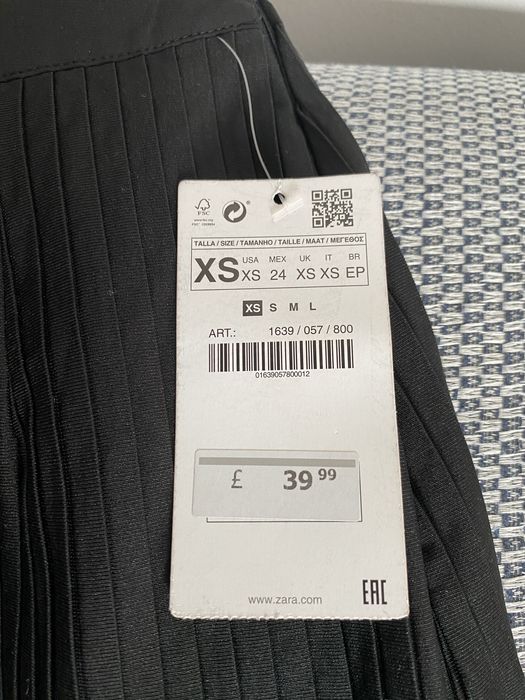 FSC
TALLA / SIZE / TAMANHO / TAILLE / MAAT / ΜΕΓΕΘΟΣ
XS USA XS MEX 24 UK XS IT XS BR EP
XS S M L
ART.: 1639 / 057 / 800
01639057800012
£ 39 99
www.zara.com
EAC